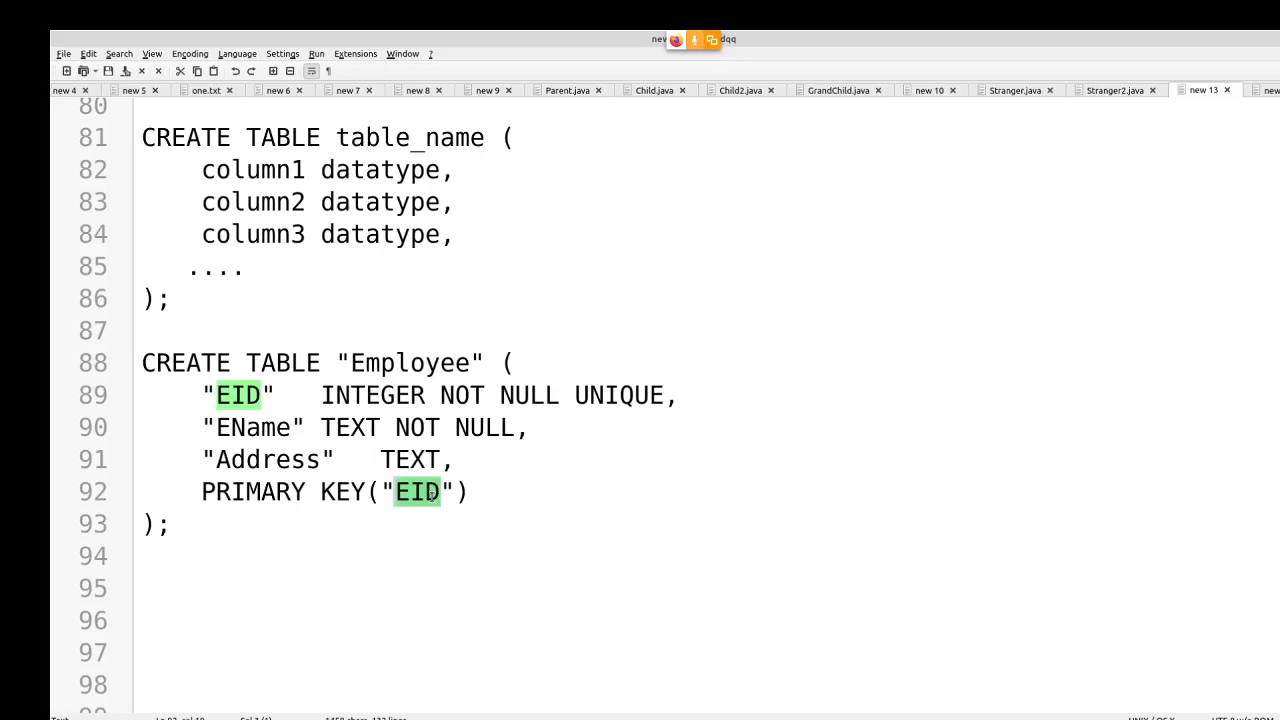 new dqq
File Edit Search View Encoding Language Settings Run Extensions Window ?
new 4 new 5 one.txt new 6 new 7 new 8 new 9 Parent.java Child.java Child2.java GrandChild.java new 10 Stranger.java Stranger2.java new 13 new
80
81 CREATE TABLE table_name (
82 column1 datatype,
83 column2 datatype,
84 column3 datatype,
85 ....
86 );
87
88 CREATE TABLE "Employee" (
89 "EID" INTEGER NOT NULL UNIQUE,
90 "EName" TEXT NOT NULL,
91 "Address" TEXT,
92 PRIMARY KEY("EID")
93 );
94
95
96
97
98